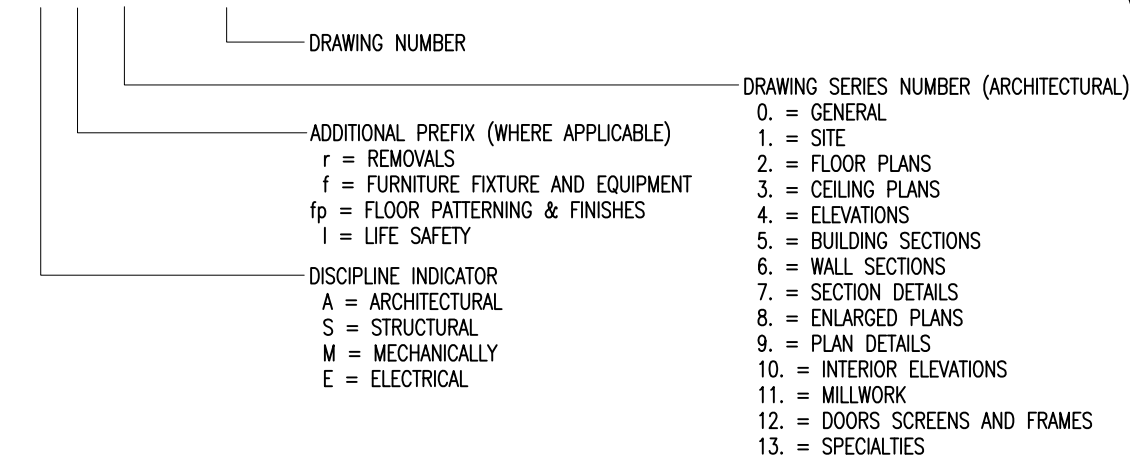 DRAWING NUMBER
ADDITIONAL PREFIX (WHERE APPLICABLE)
r = REMOVALS
f = FURNITURE FIXTURE AND EQUIPMENT
fp = FLOOR PATTERNING & FINISHES
l = LIFE SAFETY
DISCIPLINE INDICATOR
A = ARCHITECTURAL
S = STRUCTURAL
M = MECHANICALLY
E = ELECTRICAL
DRAWING SERIES NUMBER (ARCHITECTURAL)
0. = GENERAL
1. = SITE
2. = FLOOR PLANS
3. = CEILING PLANS
4. = ELEVATIONS
5. = BUILDING SECTIONS
6. = WALL SECTIONS
7. = SECTION DETAILS
8. = ENLARGED PLANS
9. = PLAN DETAILS
10. = INTERIOR ELEVATIONS
11. = MILLWORK
12. = DOORS SCREENS AND FRAMES
13. = SPECIALTIES